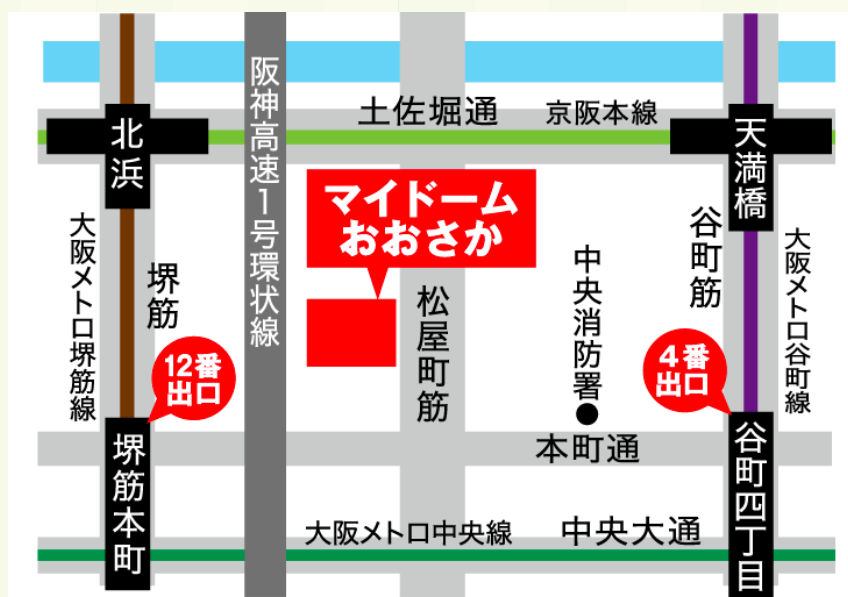 土佐堀通
京阪本線
北浜
阪神高速1号環状線
天満橋
マイドーム
おおさか
大阪メトロ堺筋線
堺筋
松屋町筋
中央消防署
谷町筋
大阪メトロ谷町線
12番
出口
4番
出口
本町通
堺筋本町
谷町四丁目
大阪メトロ中央線
中央大通